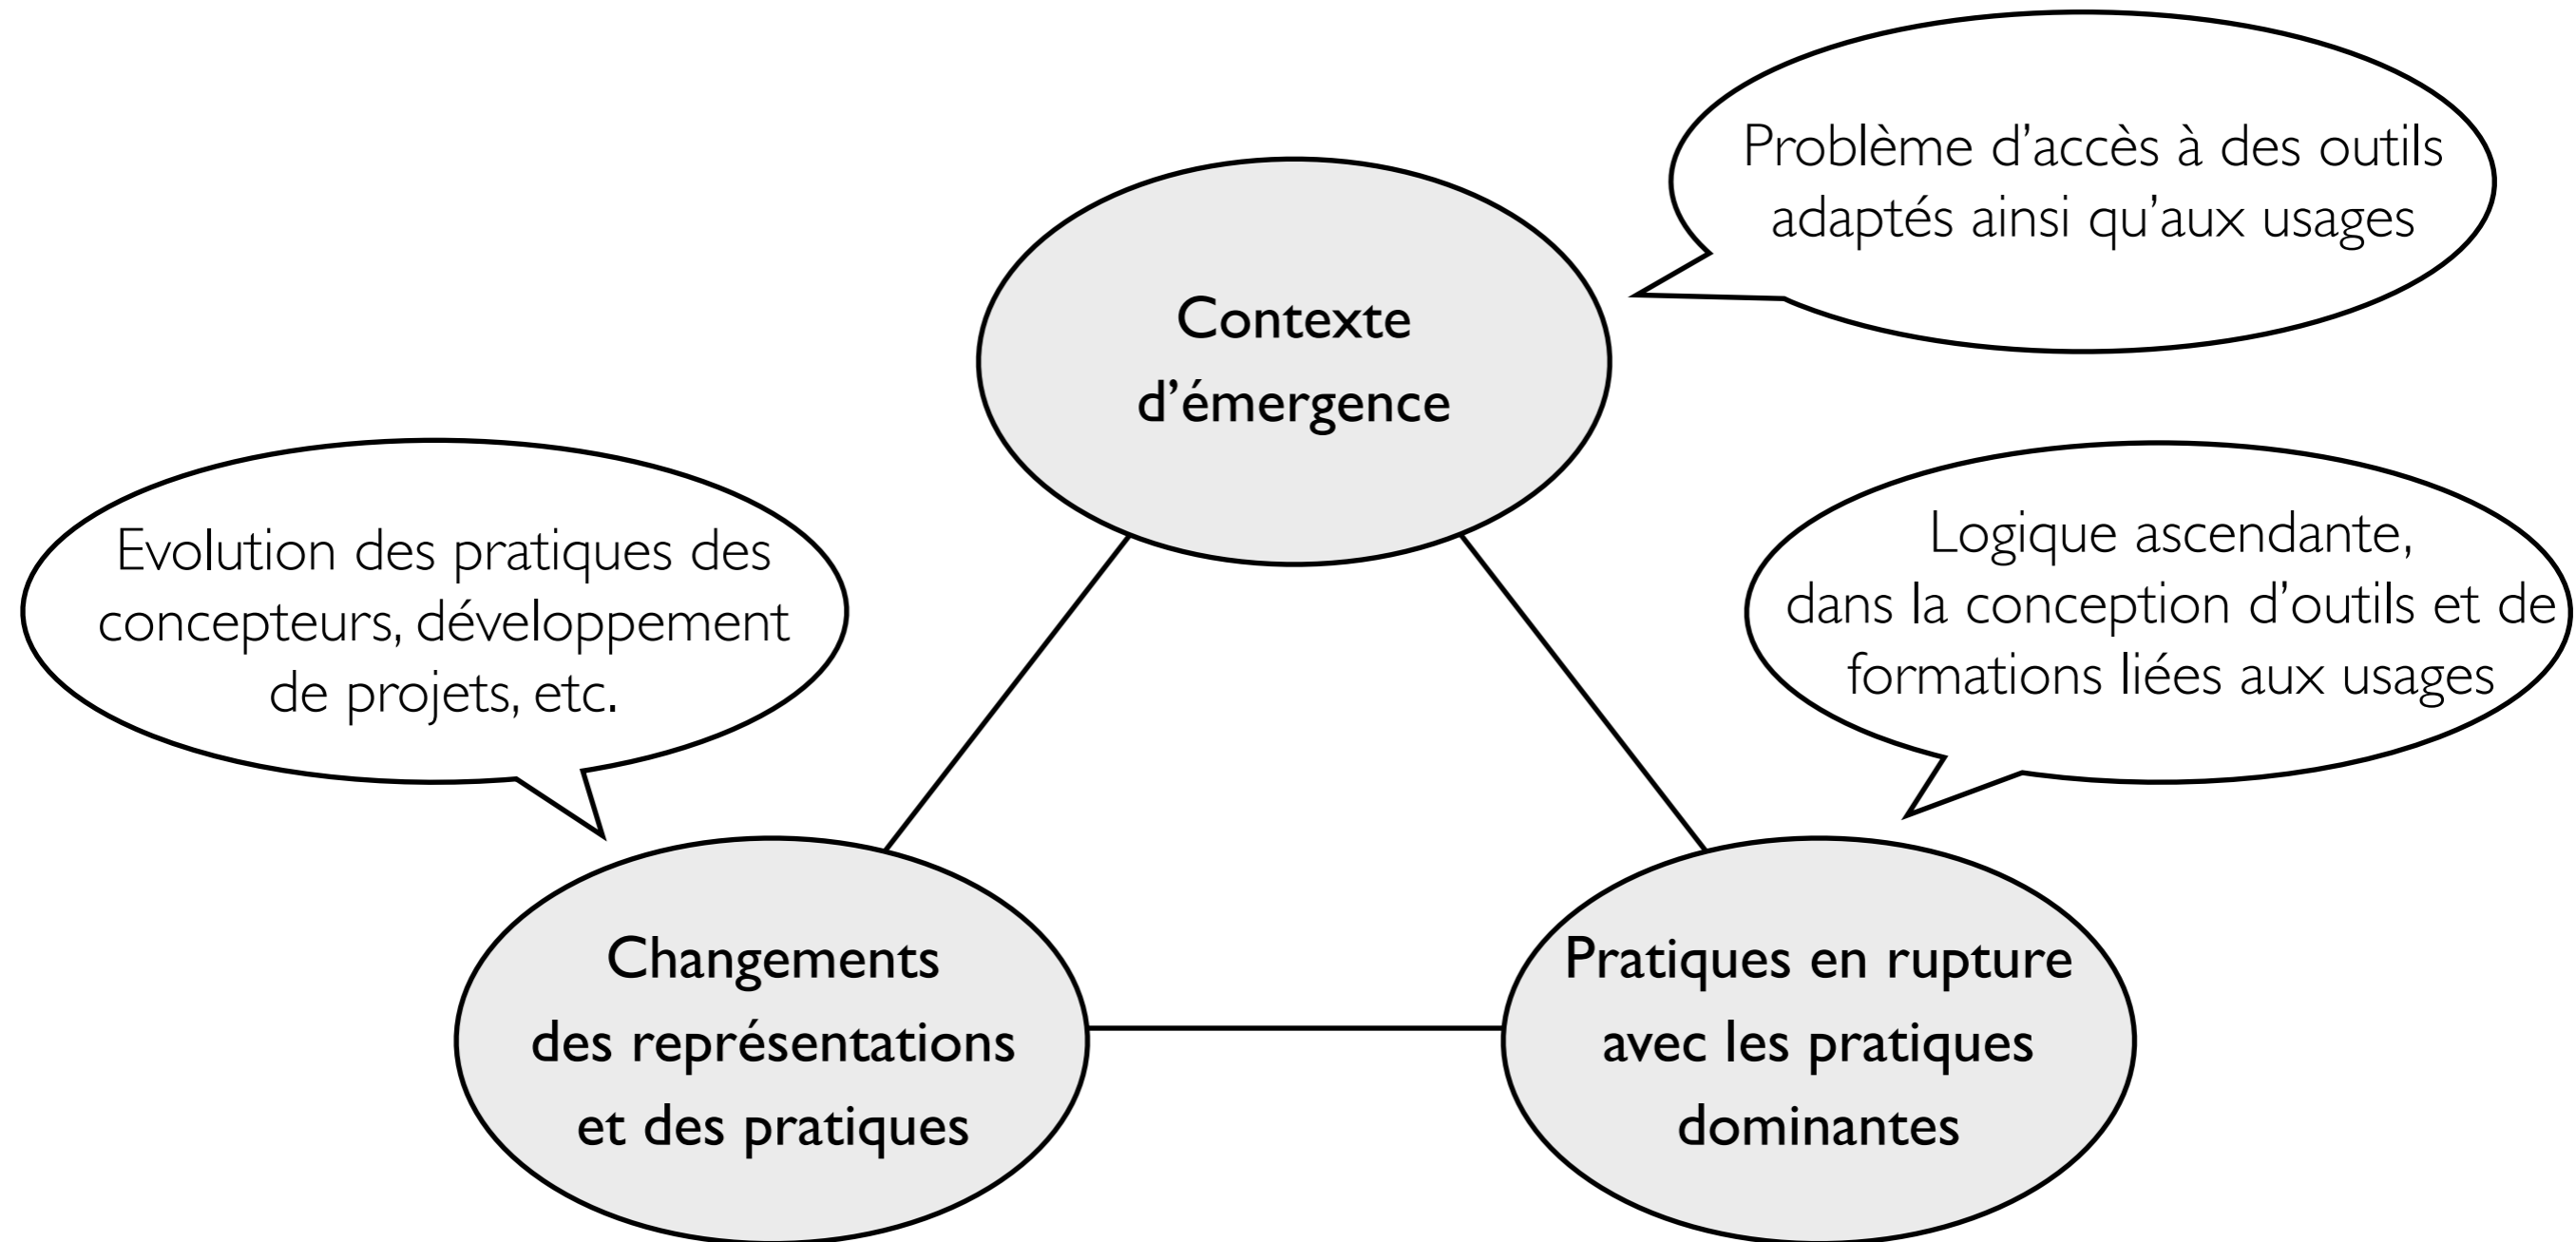 Problème d’accès à des outils
adaptés ainsi qu’aux usages
Contexte
d’émergence
Evolution des pratiques des
concepteurs, développement
de projets, etc.
Logique ascendante,
dans la conception d’outils et de
formations liées aux usages
Changements
des représentations
et des pratiques
Pratiques en rupture
avec les pratiques
dominantes